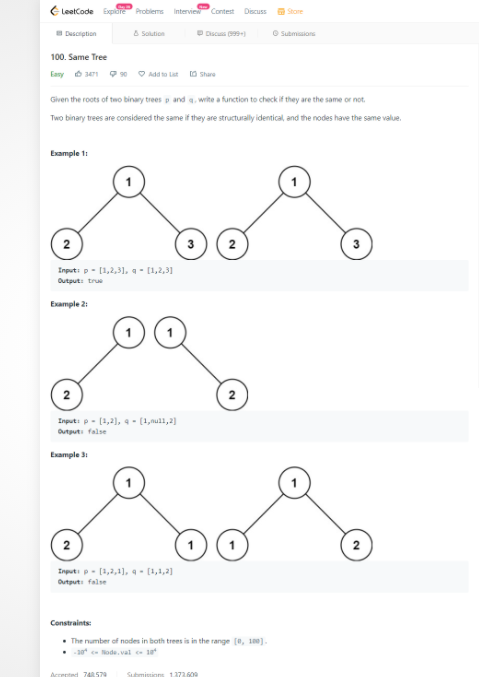 LeetCode Explore Problems Interview Contest Discuss Store
Description Solution Discuss (999+) Submissions
100. Same Tree
Easy 3471 90 Add to List Share
Given the roots of two binary trees p and q, write a function to check if they are the same or not.
Two binary trees are considered the same if they are structurally identical, and the nodes have the same value.
Example 1:
1 1
2 3 2 3
Input: p = [1,2,3], q = [1,2,3]
Output: true
Example 2:
1 1
2 2
Input: p = [1,2], q = [1,null,2]
Output: false
Example 3:
1 1
2 1 1 2
Input: p = [1,2,1], q = [1,1,2]
Output: false
Constraints:
• The number of nodes in both trees is in the range [0, 100].
• -10⁴ <= Node.val <= 10⁴
Accepted 748,579 Submissions 1,373,609